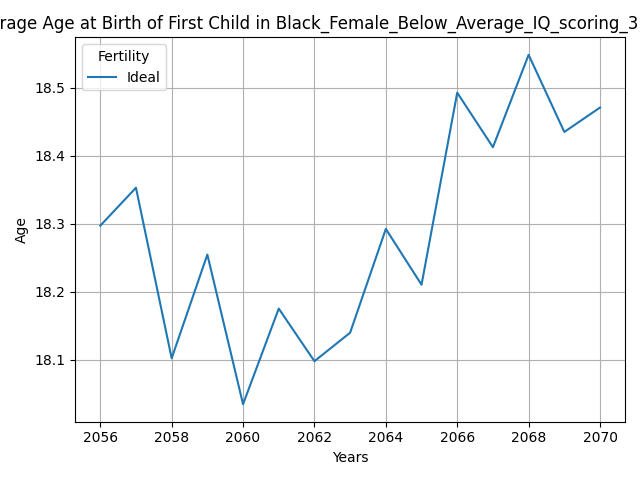 rage Age at Birth of First Child in Black_Female_Below_Average_IQ_scoring_3
Fertility
Ideal
18.5
18.4
18.3
18.2
18.1
Age
2056 2058 2060 2062 2064 2066 2068 2070
Years